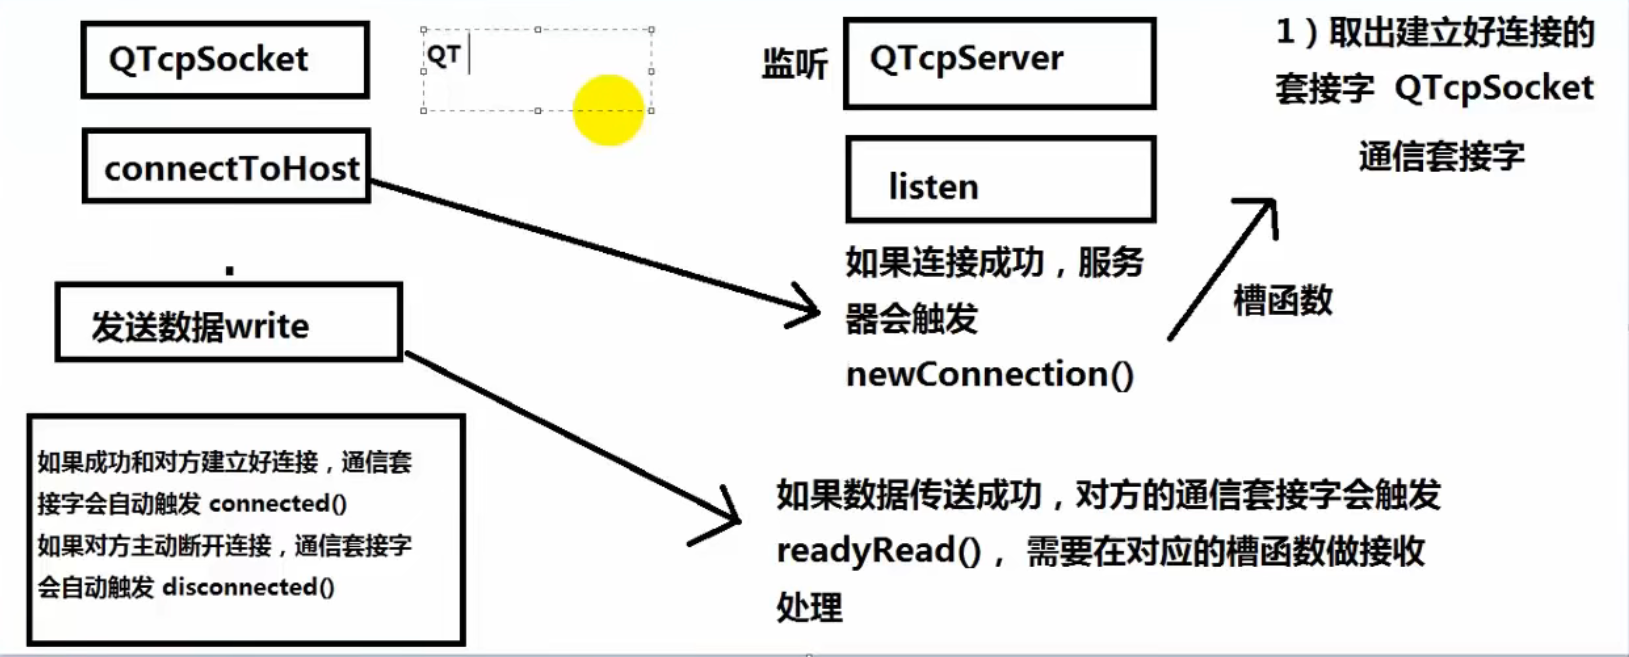 QTcpSocket
QT
connectToHost
发送数据write
如果成功和对方建立好连接，通信套
接字会自动触发 connected()
如果对方主动断开连接，通信套接字
会自动触发 disconnected()
监听
QTcpServer
listen
如果连接成功，服务
器会触发
newConnection()
槽函数
1）取出建立好连接的
套接字 QTcpSocket
通信套接字
如果数据传送成功，对方的通信套接字会触发
readyRead()， 需要在对应的槽函数做接收
处理